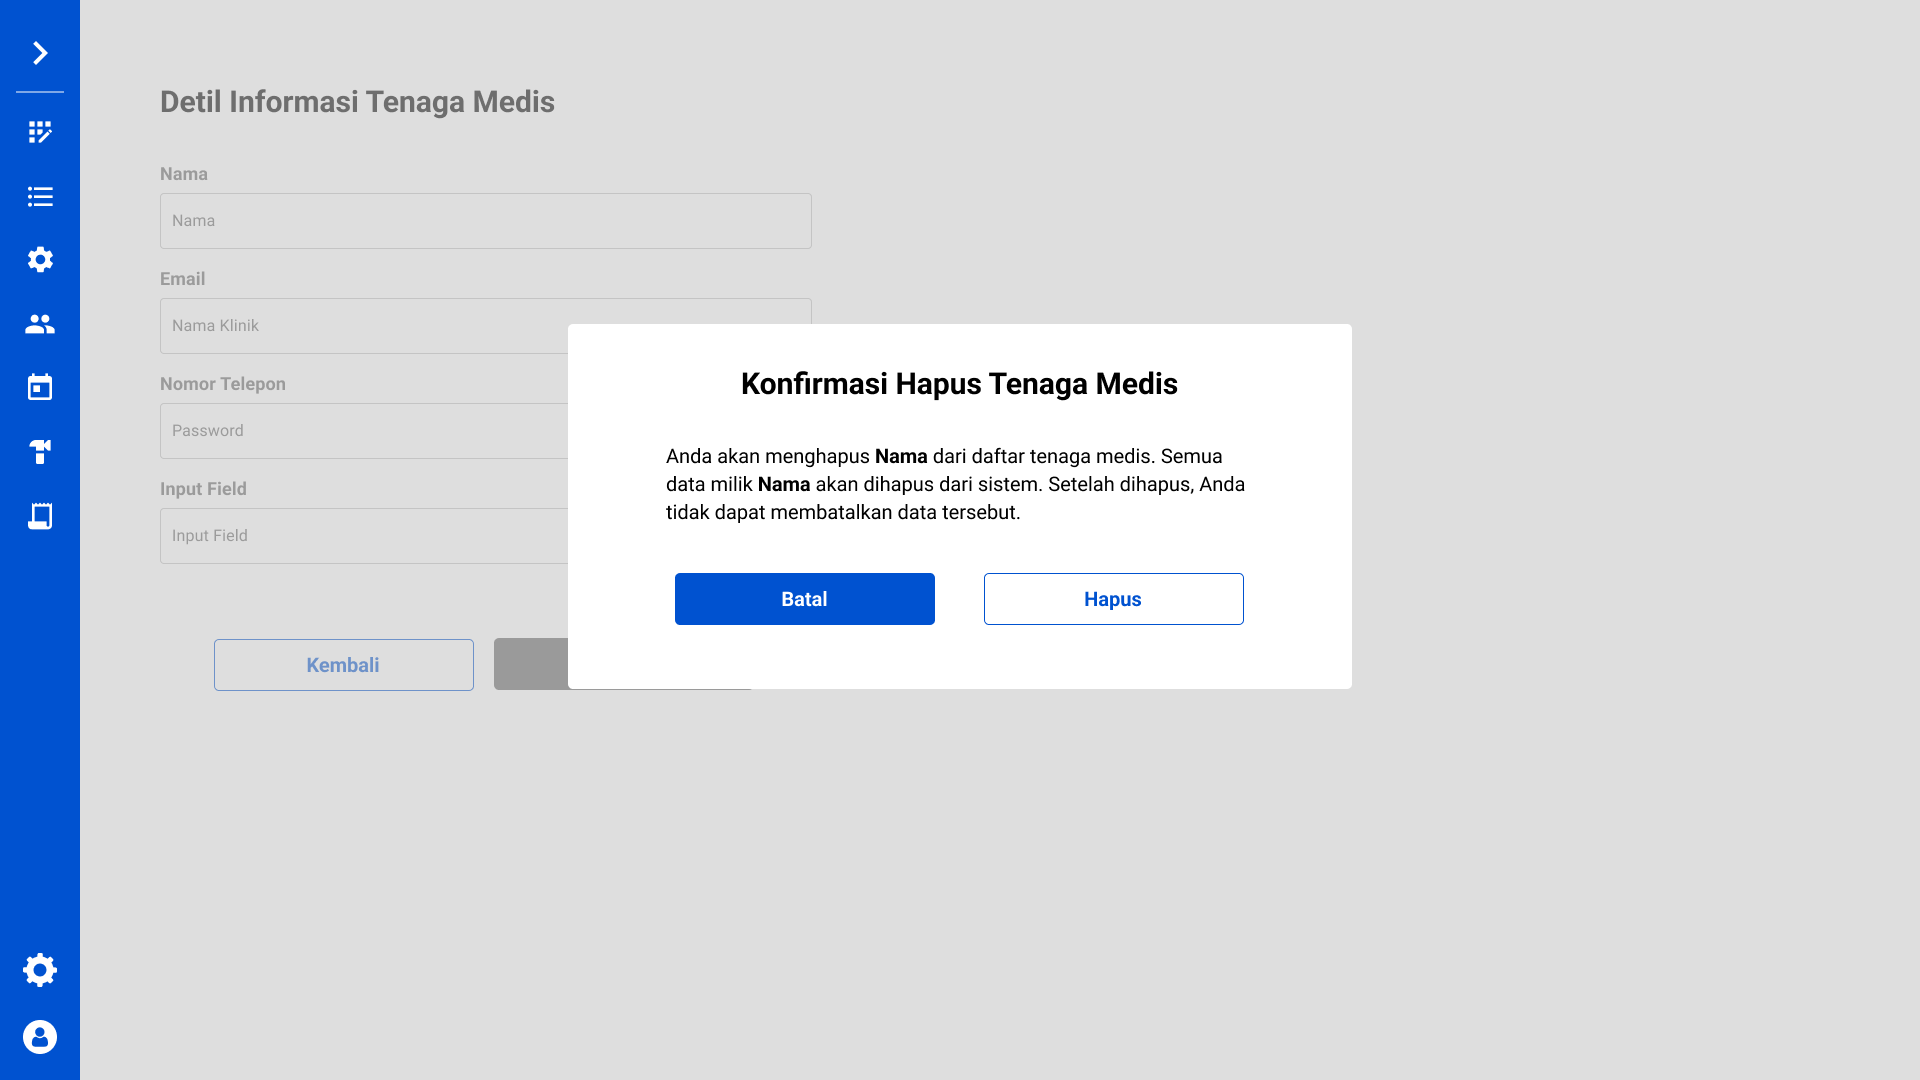 Detil Informasi Tenaga Medis
Nama
Nama
Email
Nama Klinik
Nomor Telepon
Password
Input Field
Input Field
Kembali
Konfirmasi Hapus Tenaga Medis
Anda akan menghapus Nama dari daftar tenaga medis. Semua
data milik Nama akan dihapus dari sistem. Setelah dihapus, Anda
tidak dapat membatalkan data tersebut.
Batal
Hapus